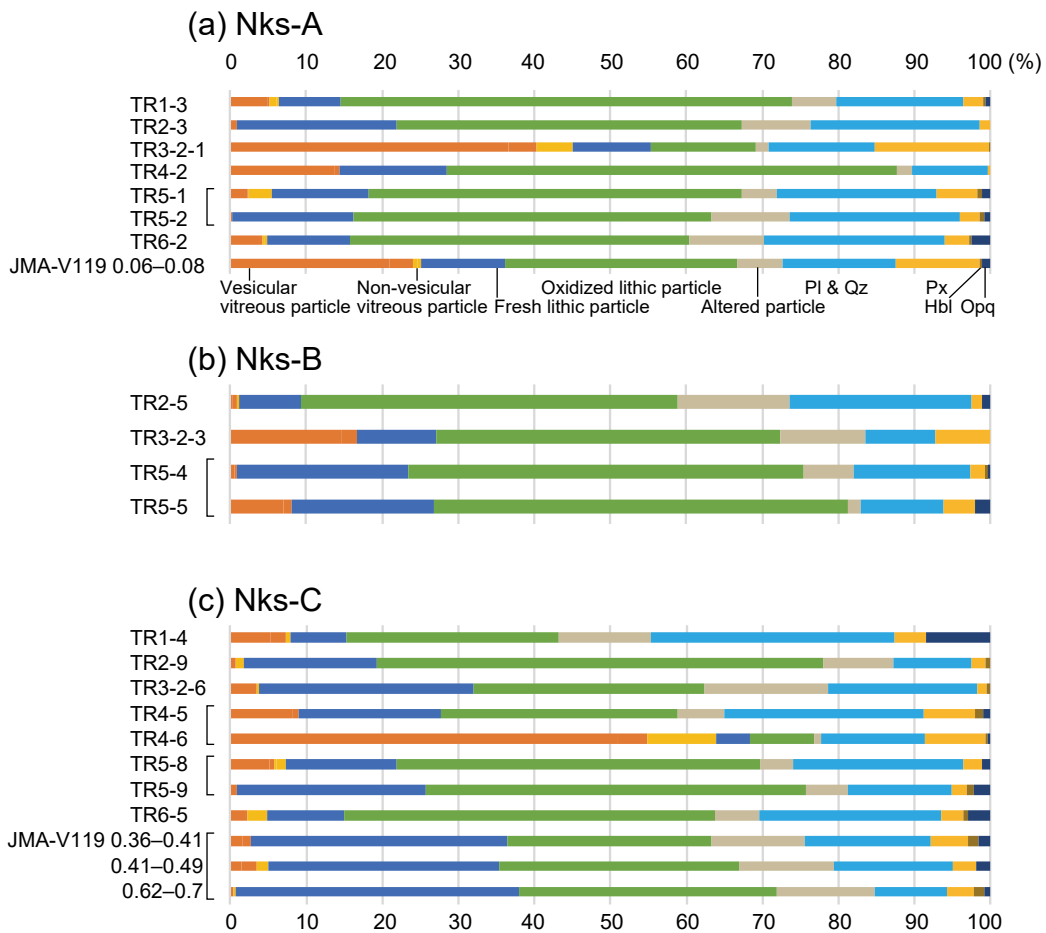 (a) Nks-A
0 10 20 30 40 50 60 70 80 90 100 (%)
TR1-3
TR2-3
TR3-2-1
TR4-2
TR5-1
TR5-2
TR6-2
JMA-V119 0.06–0.08
Vesicular Non-vesicular Oxidized lithic particle Pl & Qz Px
vitreous particle vitreous particle Fresh lithic particle Altered particle Hbl Opq
(b) Nks-B
TR2-5
TR3-2-3
TR5-4
TR5-5
(c) Nks-C
TR1-4
TR2-9
TR3-2-6
TR4-5
TR4-6
TR5-8
TR5-9
TR6-5
JMA-V119 0.36–0.41
0.41–0.49
0.62–0.7
0 10 20 30 40 50 60 70 80 90 100